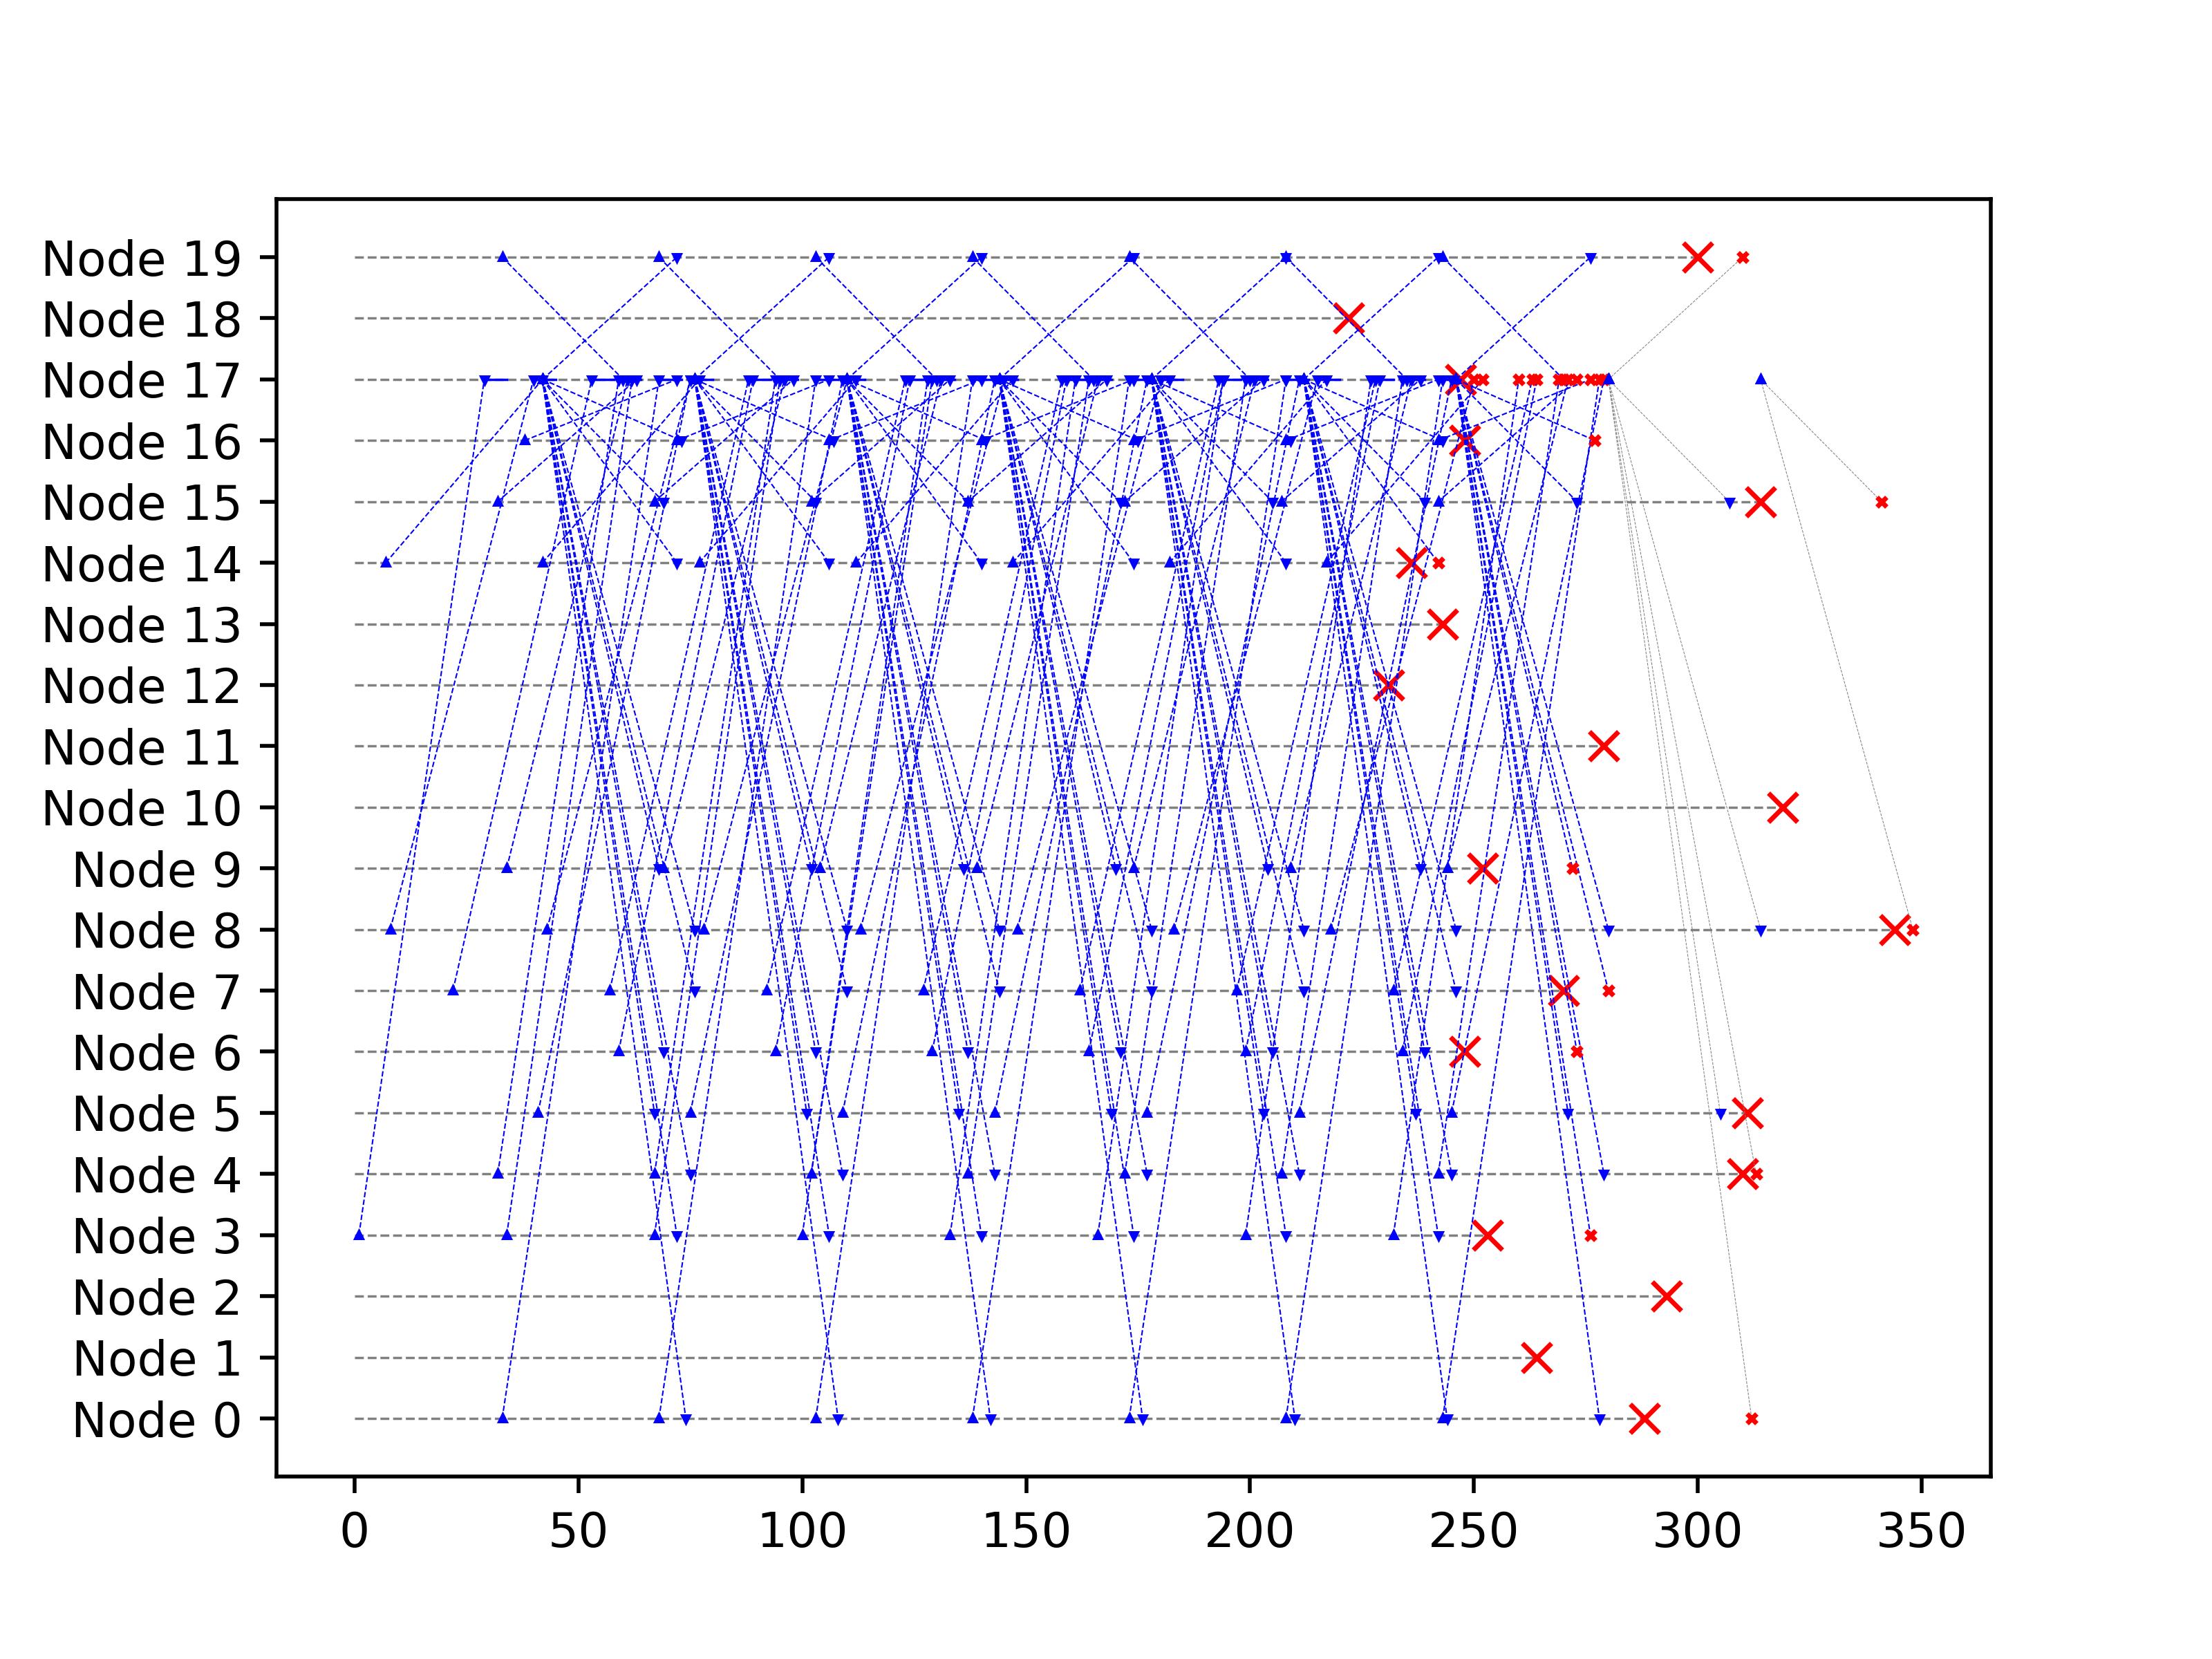 Node 19
Node 18
Node 17
Node 16
Node 15
Node 14
Node 13
Node 12
Node 11
Node 10
Node 9
Node 8
Node 7
Node 6
Node 5
Node 4
Node 3
Node 2
Node 1
Node 0
0 50 100 150 200 250 300 350